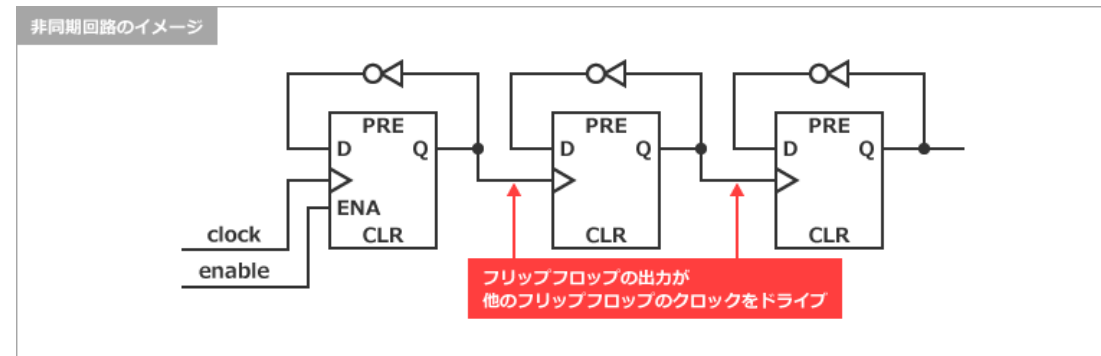 非同期回路のイメージ
PRE
D Q
ENA
CLR
PRE
D Q
CLR
PRE
D Q
CLR
clock
enable
フリップフロップの出力が
他のフリップフロップのクロックをドライブ